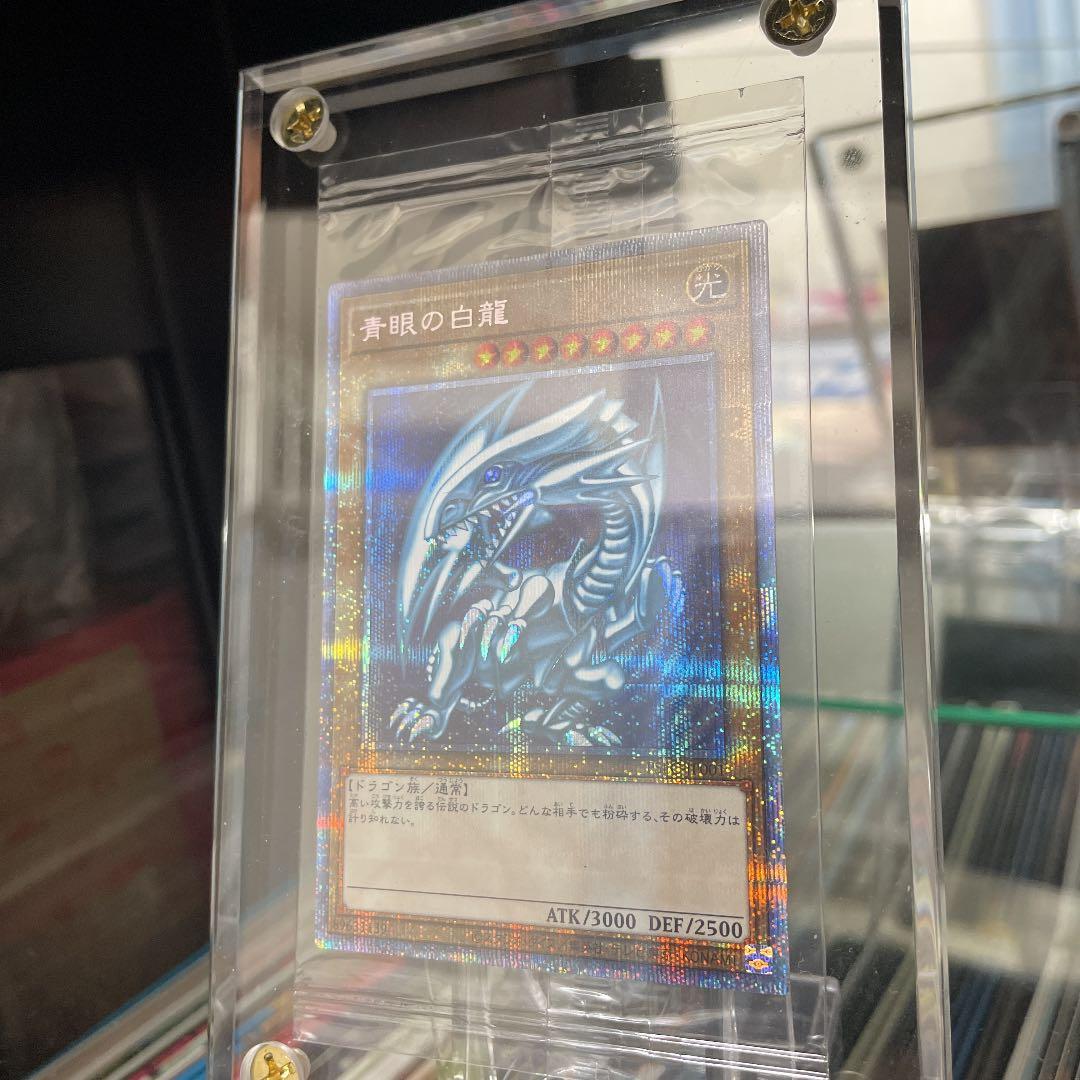 青眼の白龍
光
【ドラゴン族／通常】
高い攻撃力を誇る伝説のドラゴン。どんな相手でも粉砕する、その破壊力は
計り知れない。
ATK/3000 DEF/2500
KONAMI